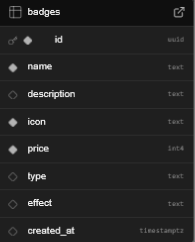 badges
id uuid
name text
description text
icon text
price int4
type text
effect text
created_at timestamptz